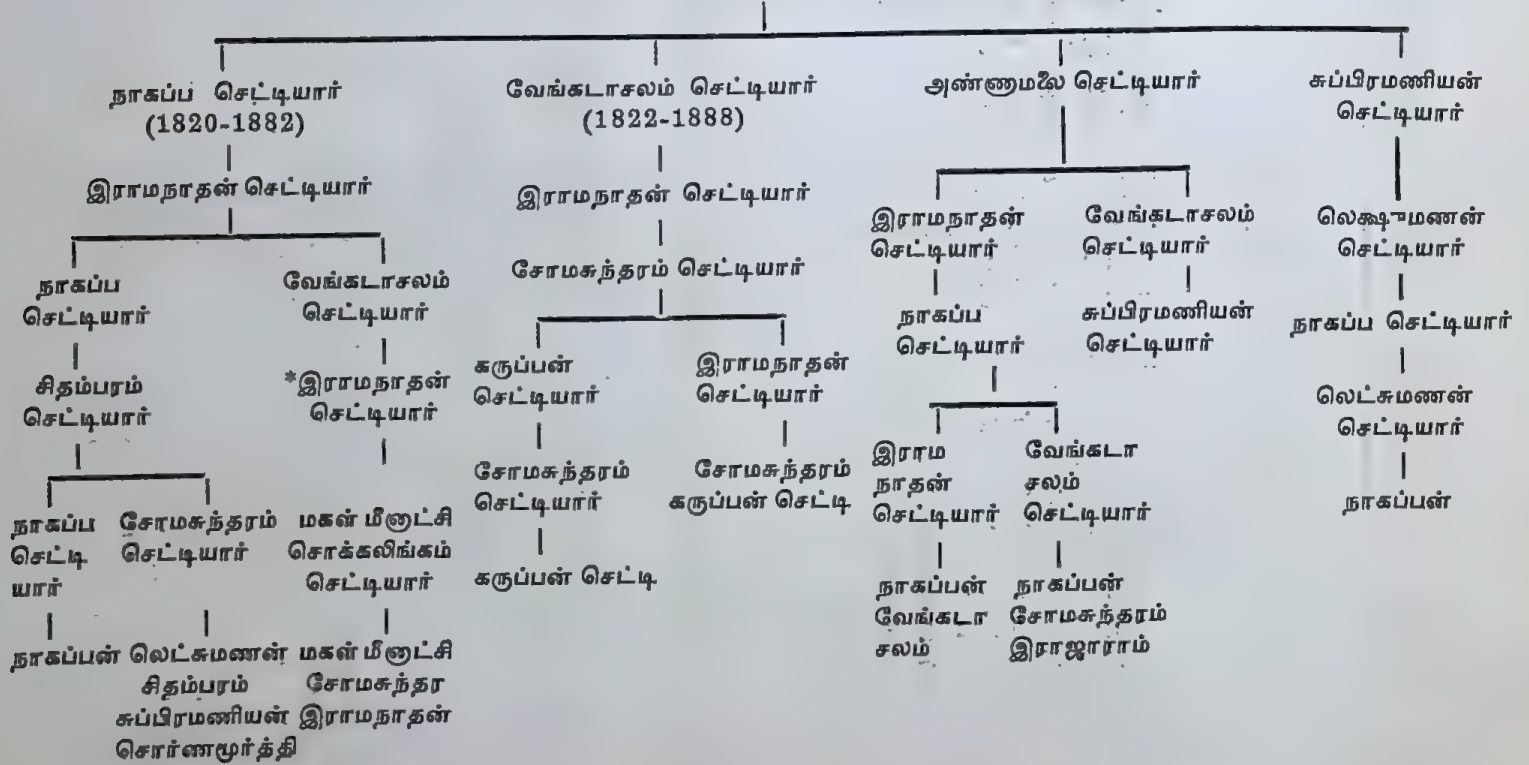 நாகப்ப செட்டியார்
(1820-1882)
வேங்கடாசலம் செட்டியார்
(1822-1888)
அண்ணாமலை செட்டியார்
சுப்பிரமணியன்
செட்டியார்
இராமநாதன் செட்டியார்
இராமநாதன் செட்டியார்
இராமநாதன்
செட்டியார்
வேங்கடாசலம்
செட்டியார்
லெக்ஷுமணன்
செட்டியார்
நாகப்ப
செட்டியார்
வேங்கடாசலம்
செட்டியார்
சோமசுந்தரம் செட்டியார்
நாகப்ப
செட்டியார்
சுப்பிரமணியன்
செட்டியார்
நாகப்ப செட்டியார்
சிதம்பரம்
செட்டியார்
*இராமநாதன்
செட்டியார்
கருப்பன்
செட்டியார்
இராமநாதன்
செட்டியார்
லெட்சுமணன்
செட்டியார்
சோமசுந்தரம்
செட்டியார்
சோமசுந்தரம்
கருப்பன் செட்டி
இராம
நாதன்
செட்டியார்
வேங்கடா
சலம்
செட்டியார்
நாகப்பன்
நாகப்ப
செட்டி
யார்
சோமசுந்தரம்
செட்டியார்
மகள் மீனாட்சி
சொக்கலிங்கம்
செட்டியார்
கருப்பன் செட்டி
நாகப்பன்
வேங்கடா
சலம்
நாகப்பன்
சோமசுந்தரம்
இராஜாராம்
நாகப்பன்
லெட்சுமணன்
சிதம்பரம்
சுப்பிரமணியன்
சொர்ணமூர்த்தி
மகள் மீனாட்சி
சோமசுந்தர
இராமநாதன்